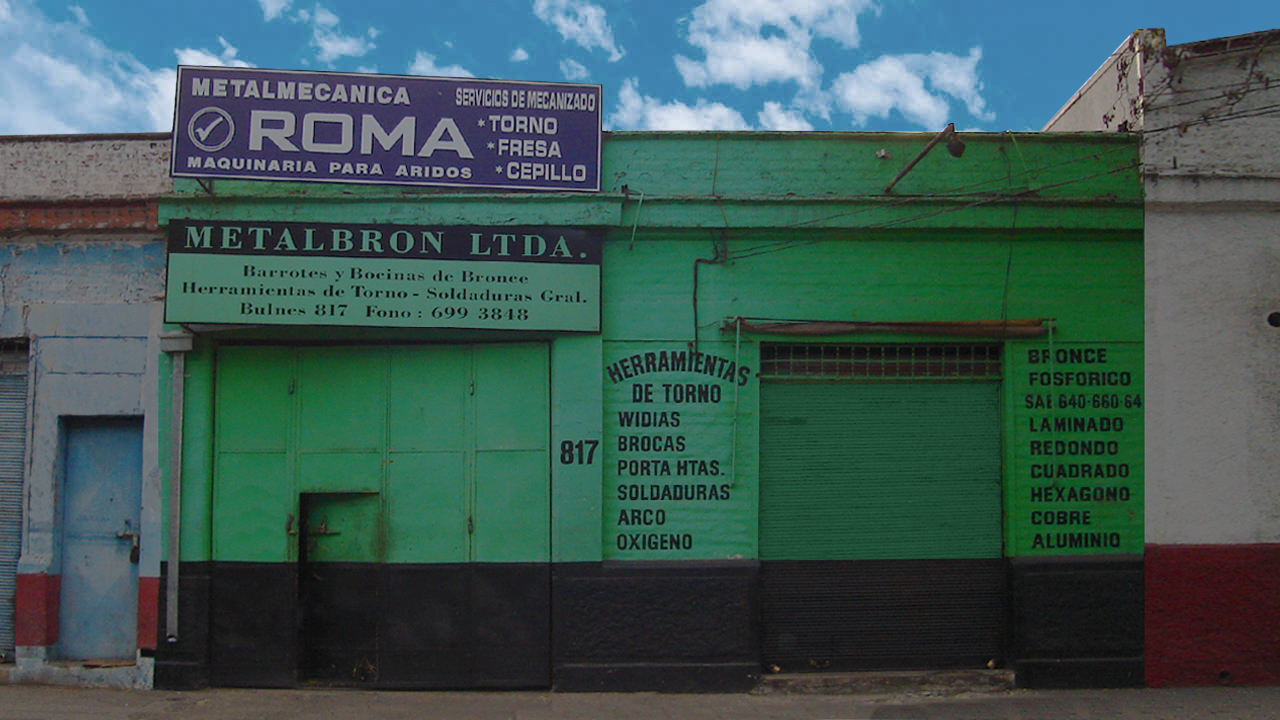 METALMECANICA
ROMA
MAQUINARIA PARA ARIDOS
SERVICIOS DE MECANIZADO
*TORNO
*FRESA
*CEPILLO
METALBRON LTDA.
Barrotes y Bocinas de Bronce
Herramientas de Torno - Soldaduras Gral.
Bulnes 817 Fono : 699 3848
817
HERRAMIENTAS
DE TORNO
WIDIAS
BROCAS
PORTA HTAS.
SOLDADURAS
ARCO
OXIGENO
BRONCE
FOSFORICO
SAE 640-660-64
LAMINADO
REDONDO
CUADRADO
HEXAGONO
COBRE
ALUMINIO